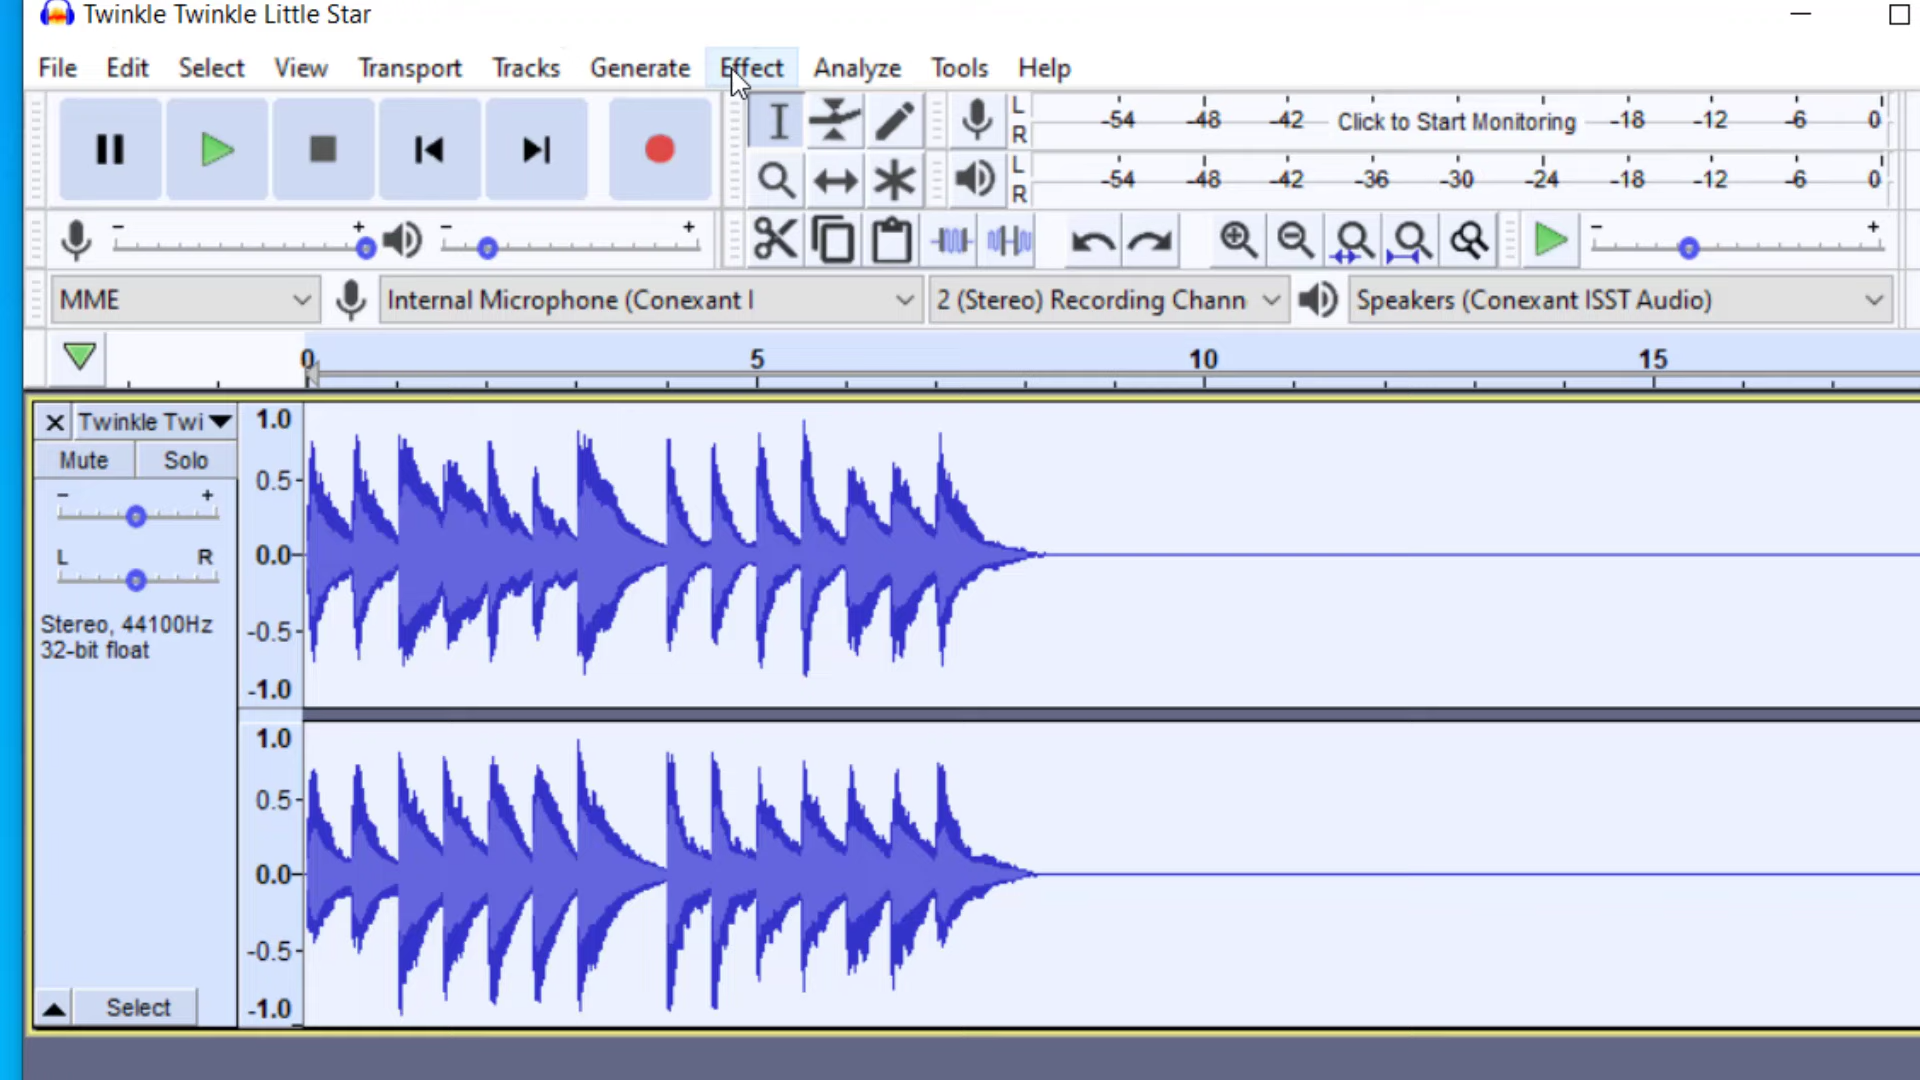 Twinkle Twinkle Little Star
File Edit Select View Transport Tracks Generate Effect Analyze Tools Help
L
R
-54 -48 -42 Click to Start Monitoring -18 -12 -6 0
L
R
-54 -48 -42 -36 -30 -24 -18 -12 -6 0
- + - + - +
MME Internal Microphone (Conexant I 2 (Stereo) Recording Chann Speakers (Conexant ISST Audio)
0 5 10 15
Twinkle Twi
Mute Solo
- +
L R
Stereo, 44100Hz
32-bit float
Select
1.0
0.5-
0.0-
-0.5-
-1.0
1.0
0.5-
0.0-
-0.5-
-1.0